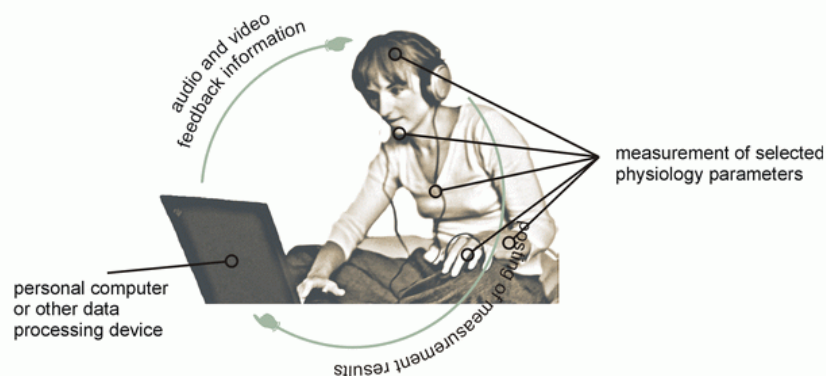 audio and video
feedback information
measurement of selected
physiology parameters
posting of measurement results
personal computer
or other data
processing device